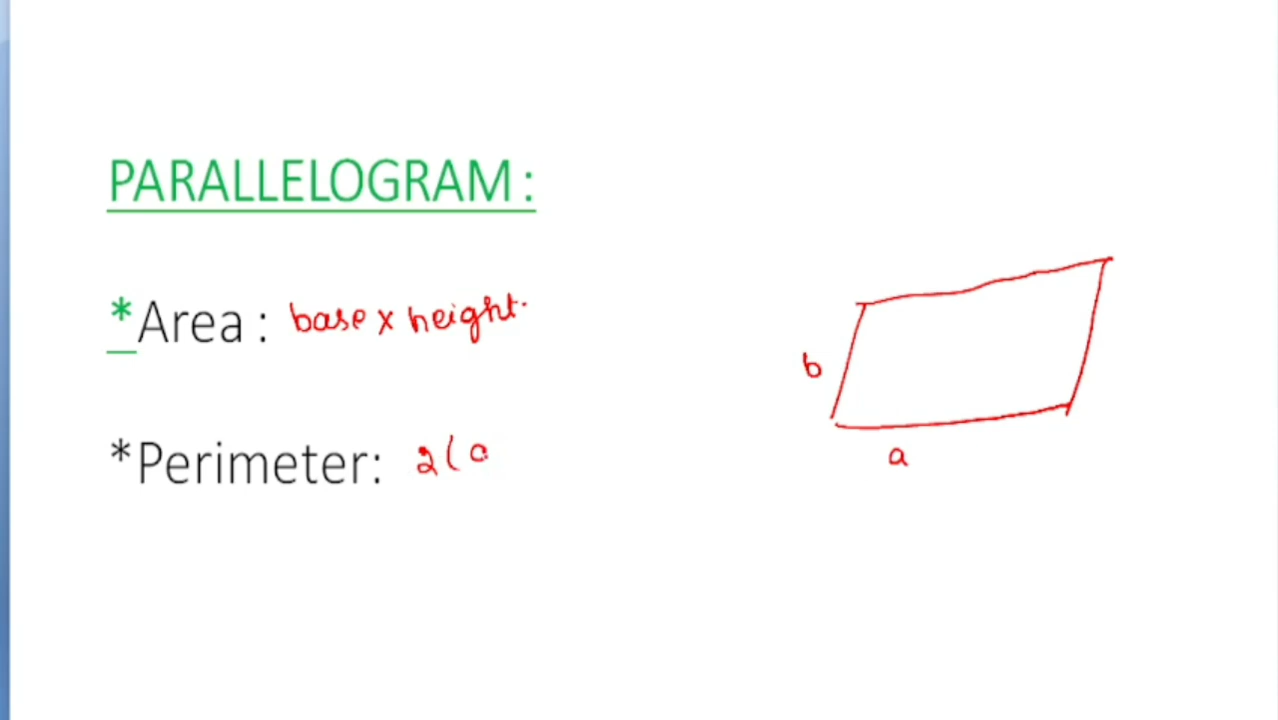 PARALLELOGRAM :
*Area : base x height.
b
a
*Perimeter: 2(a